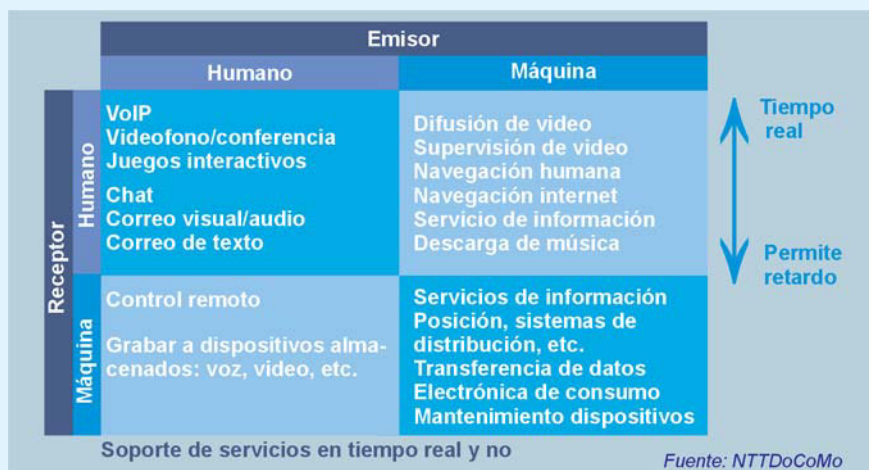 Emisor
Humano
Máquina
Receptor
Humano
VoIP
Videofono/conferencia
Juegos interactivos
Chat
Correo visual/audio
Correo de texto
Difusión de video
Supervisión de video
Navegación humana
Navegación internet
Servicio de información
Descarga de música
Tiempo
real
Permite
retardo
Máquina
Control remoto
Grabar a dispositivos alma-
cenados: voz, video, etc.
Servicios de información
Posición, sistemas de
distribución, etc.
Transferencia de datos
Electrónica de consumo
Mantenimiento dispositivos
Soporte de servicios en tiempo real y no
Fuente: NTTDoCoMo